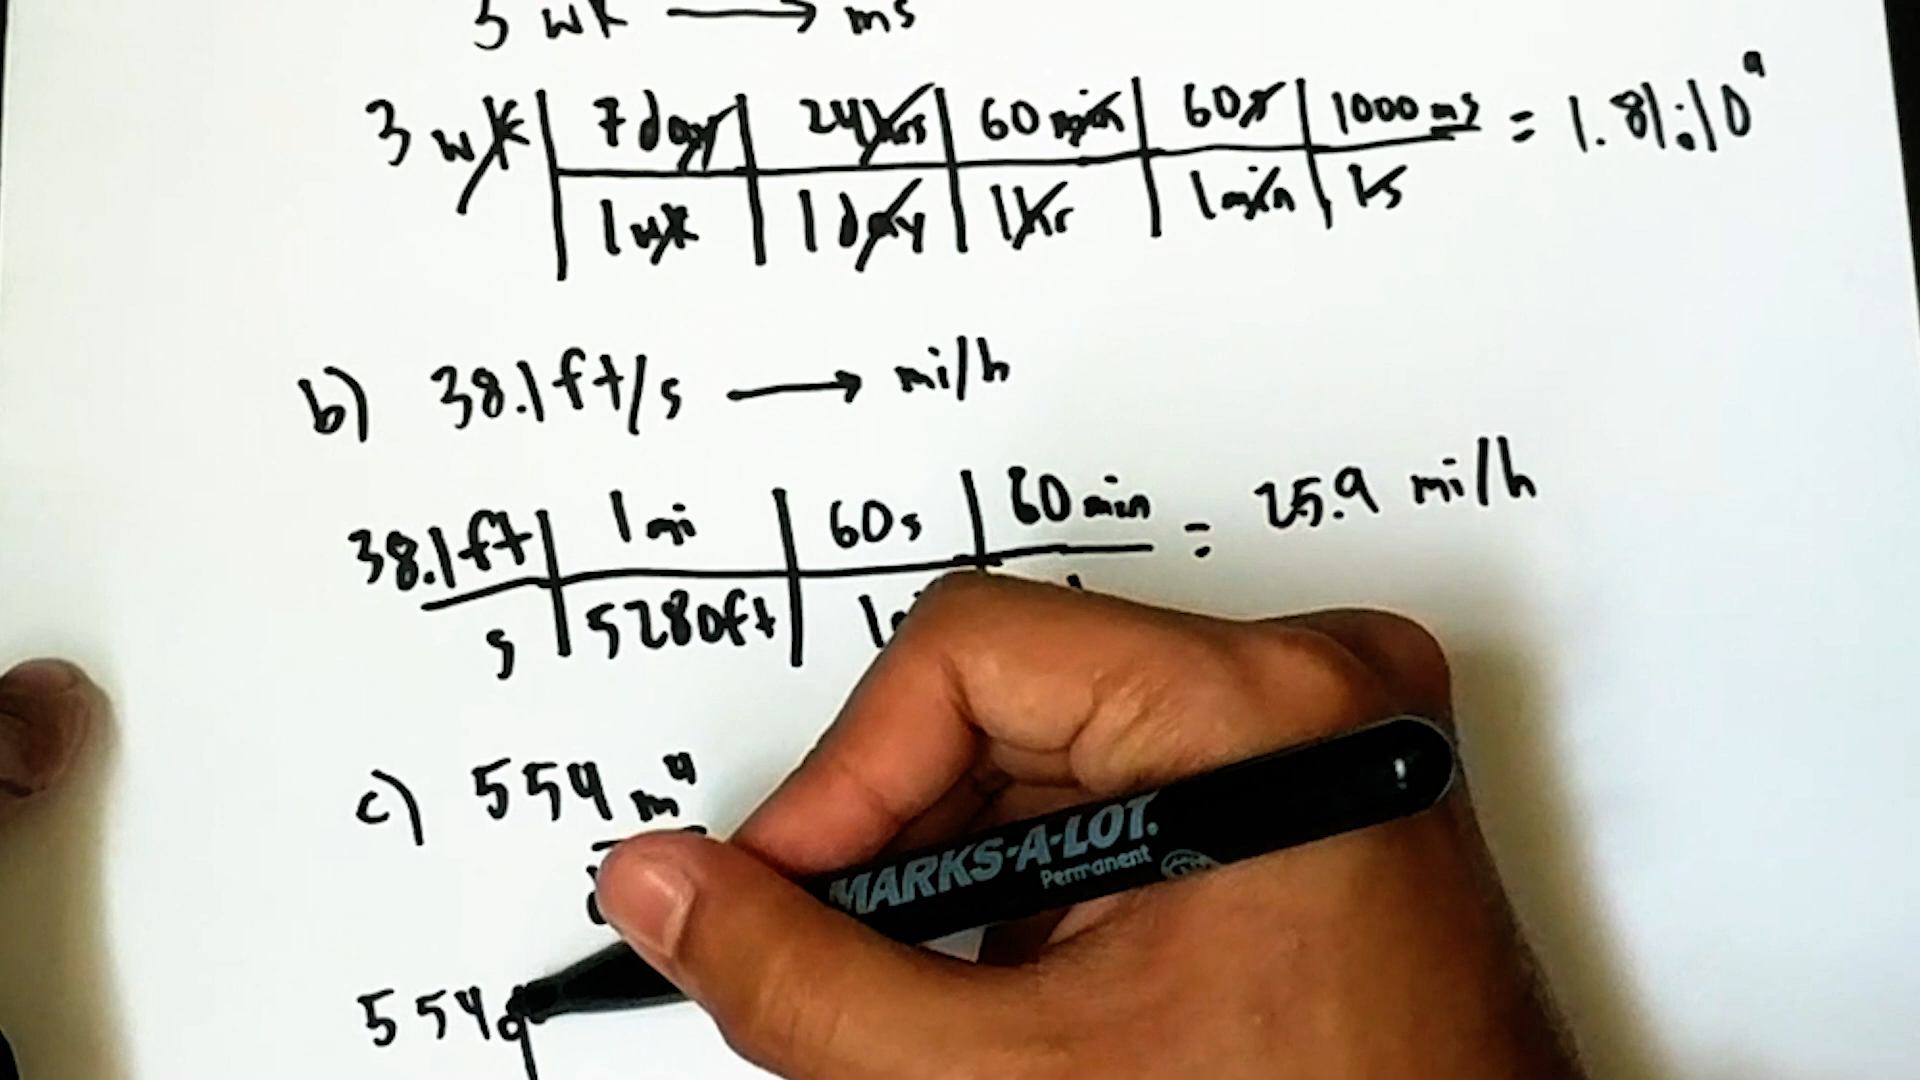 3 wk → ms
3 wk | 7 day | 24 hrs | 60 min | 60 s | 1000 ms = 1.81·10⁹
1 wk | 1 day | 1 hr | 1 min | 1 s
b) 38.1 ft/s → mi/h
38.1 ft | 1 mi | 60 s | 60 min = 25.9 mi/h
s | 5280 ft | 1
c) 554 m⁴
554
MARKS-A-LOT.
Permanent